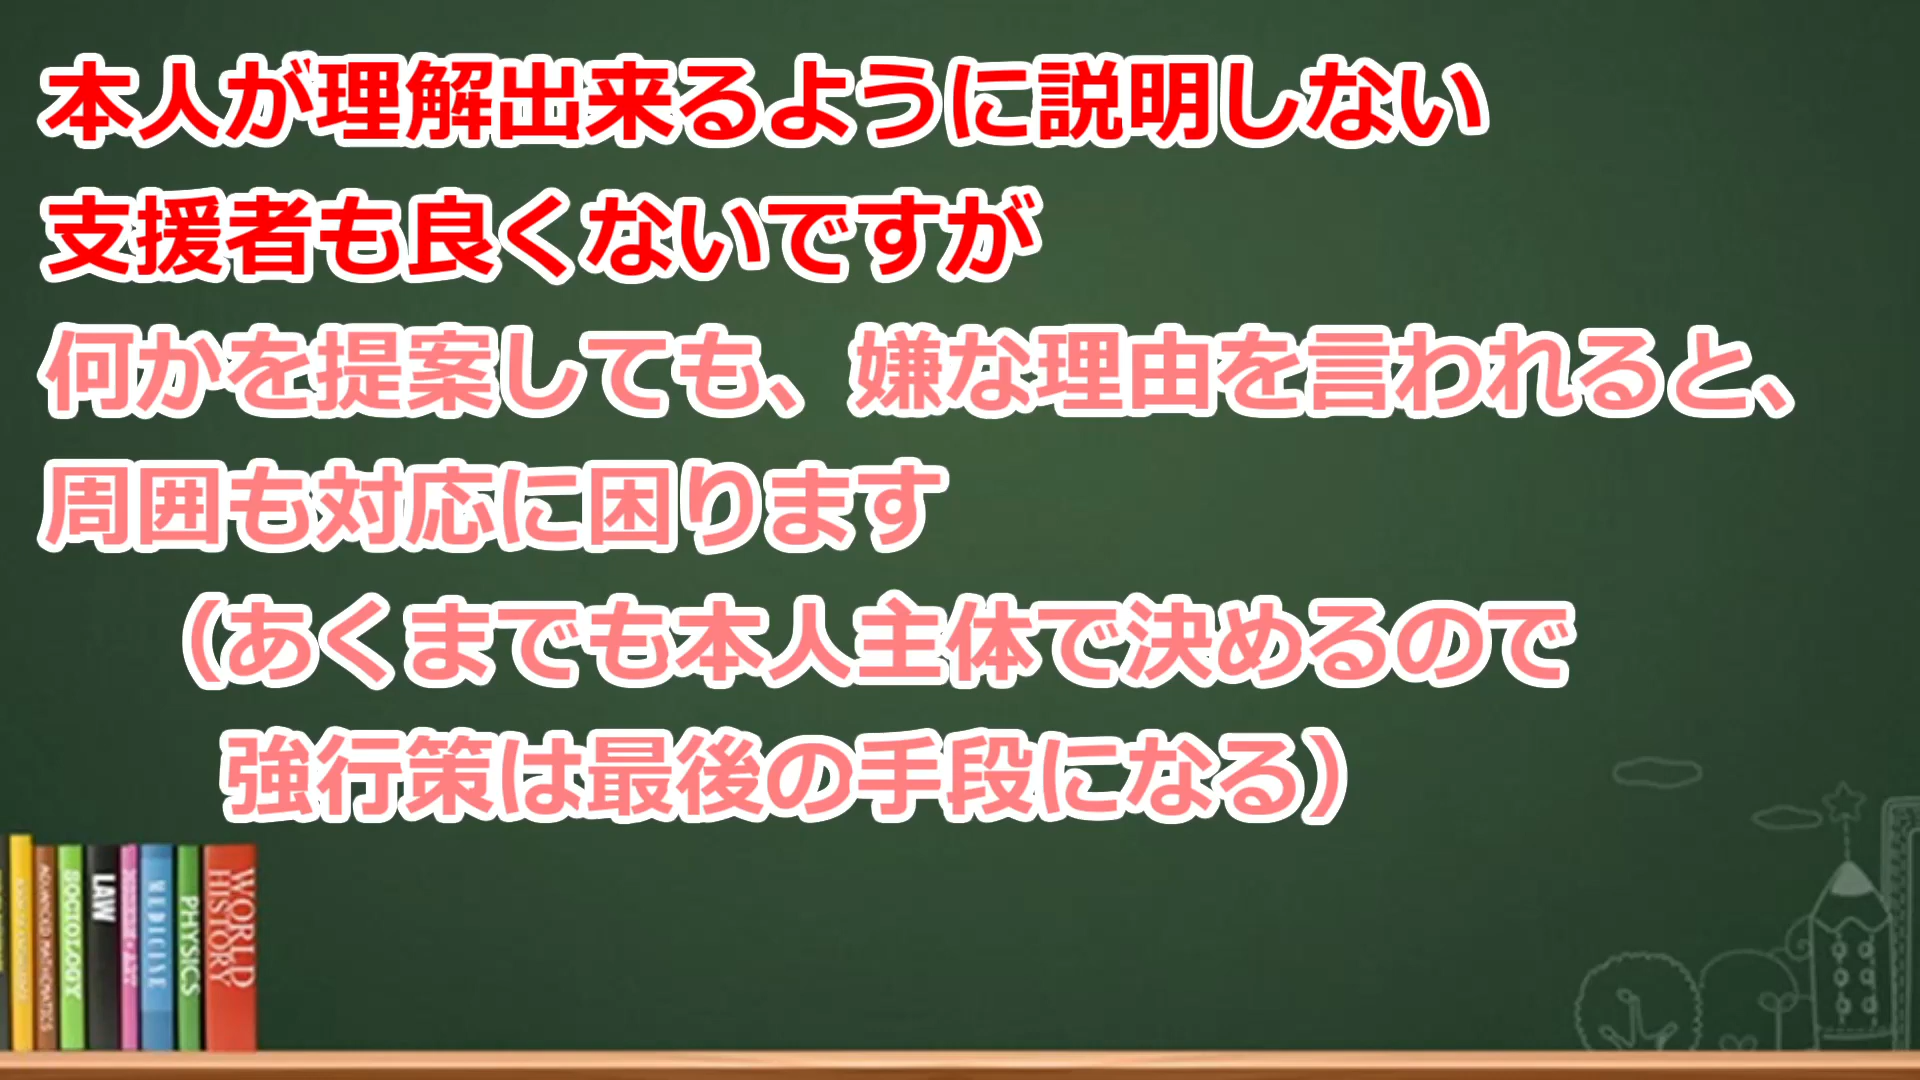 本人が理解出来るように説明しない
支援者も良くないですが
何かを提案しても、嫌な理由を言われると、
周囲も対応に困ります
（あくまでも本人主体で決めるので
強行策は最後の手段になる）
SOCIOLOGY
LAW
MEDICINE
PHYSICS
WORLD HISTORY